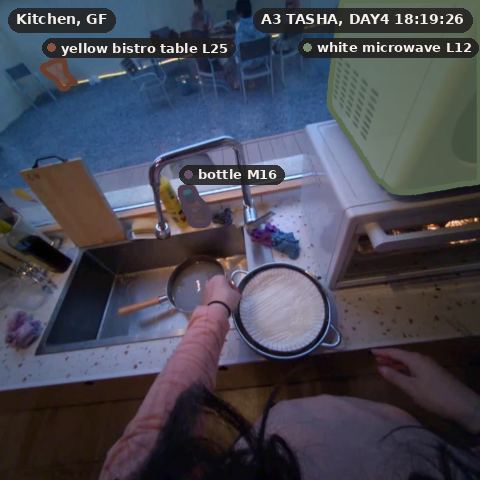 Kitchen, GF
A3 TASHA, DAY4 18:19:26
yellow bistro table L25
white microwave L12
bottle M16